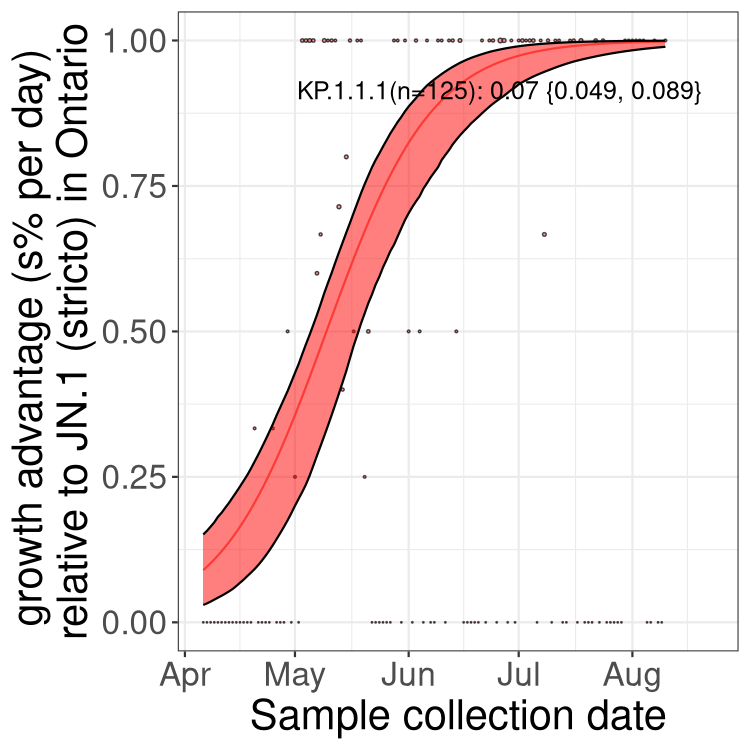 growth advantage (s% per day)
relative to JN.1 (stricto) in Ontario
1.00
0.75
0.50
0.25
0.00
KP.1.1.1(n=125): 0.07 {0.049, 0.089}
Apr May Jun Jul Aug
Sample collection date